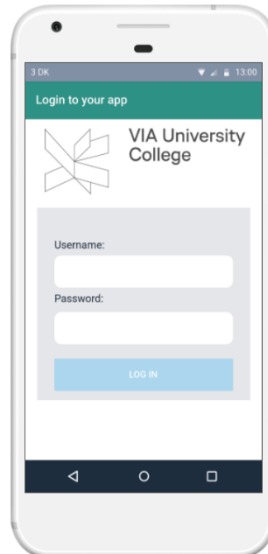 3 DK 13:00
Login to your app
VIA University
College
Username:
Password:
LOG IN